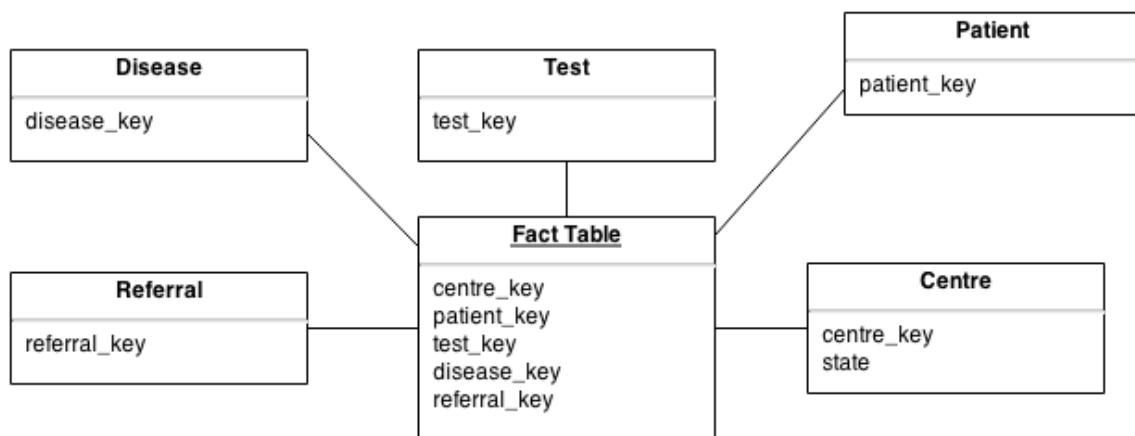 Disease
disease_key
Test
test_key
Patient
patient_key
Referral
referral_key
Fact Table
centre_key
patient_key
test_key
disease_key
referral_key
Centre
centre_key
state